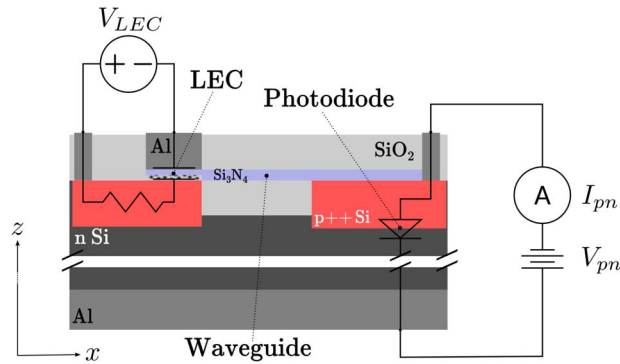 V_{LEC}
+ −
LEC
Photodiode
Al
SiO₂
Si₃N₄
A
I_{pn}
p++Si
n Si
z
V_{pn}
Al
Waveguide
x